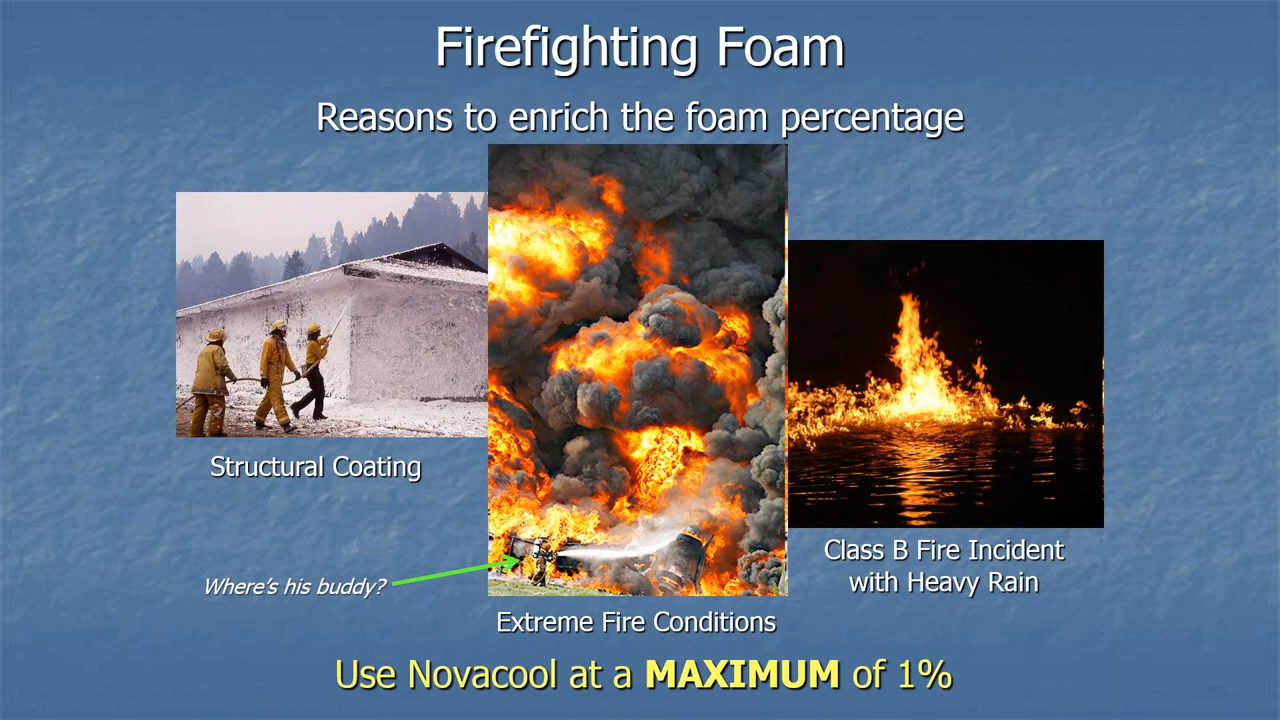 Firefighting Foam
Reasons to enrich the foam percentage
Structural Coating
Where's his buddy?
Class B Fire Incident
with Heavy Rain
Extreme Fire Conditions
Use Novacool at a MAXIMUM of 1%